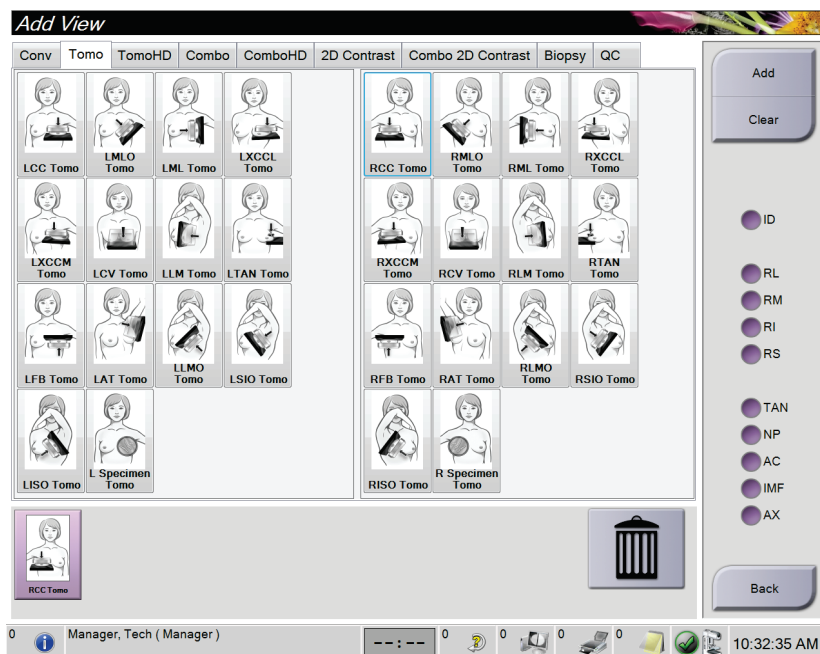 Add View
Conv Tomo TomoHD Combo ComboHD 2D Contrast Combo 2D Contrast Biopsy QC
LCC Tomo
LMLO
Tomo
LML Tomo
LXCCL
Tomo
RCC Tomo
RMLO
Tomo
RML Tomo
RXCCL
Tomo
LXCCM
Tomo
LCV Tomo
LLM Tomo
LTAN Tomo
RXCCM
Tomo
RCV Tomo
RLM Tomo
RTAN
Tomo
LFB Tomo
LAT Tomo
LLMO
Tomo
LSIO Tomo
RFB Tomo
RAT Tomo
RLMO
Tomo
RSIO Tomo
LISO Tomo
L Specimen
Tomo
RISO Tomo
R Specimen
Tomo
RCC Tomo
Add
Clear
ID
RL
RM
RI
RS
TAN
NP
AC
IMF
AX
Back
0 Manager, Tech ( Manager ) --:-- 0 0 0 0 10:32:35 AM